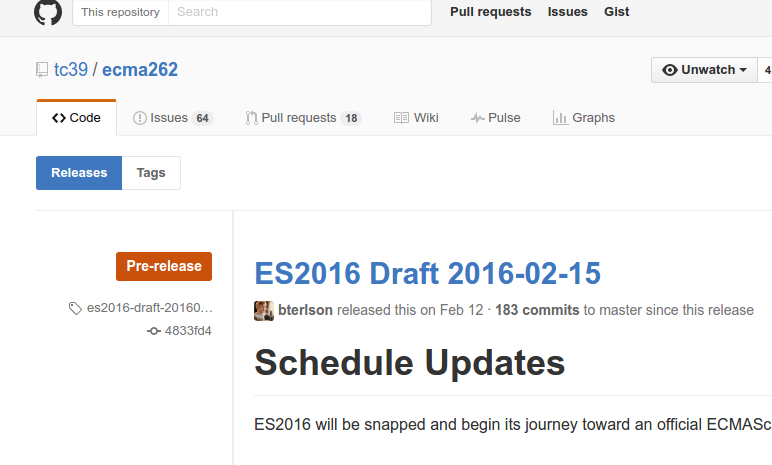 This repository Search Pull requests Issues Gist
tc39 / ecma262 Unwatch 4
Code Issues 64 Pull requests 18 Wiki Pulse Graphs
Releases Tags
Pre-release
ES2016 Draft 2016-02-15
es2016-draft-20160… bterlson released this on Feb 12 · 183 commits to master since this release
4833fd4
Schedule Updates
ES2016 will be snapped and begin its journey toward an official ECMASc